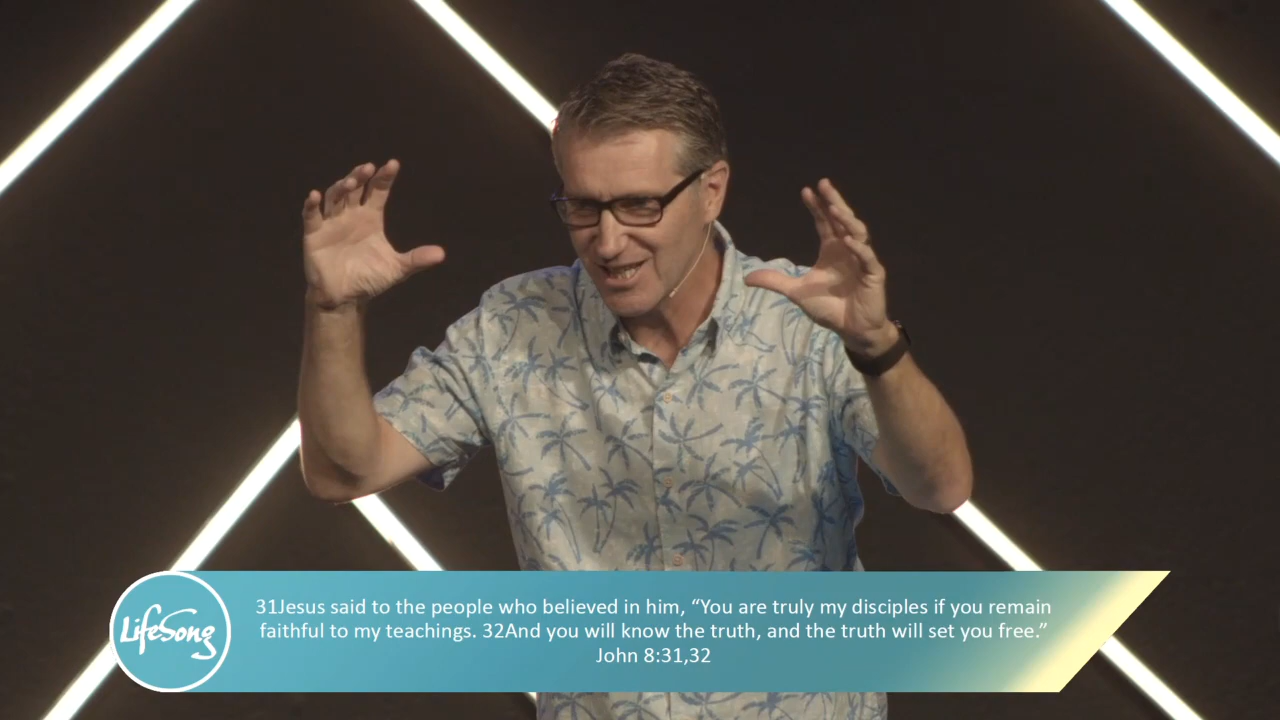 LifeSong
31Jesus said to the people who believed in him, “You are truly my disciples if you remain
faithful to my teachings. 32And you will know the truth, and the truth will set you free.”
John 8:31,32